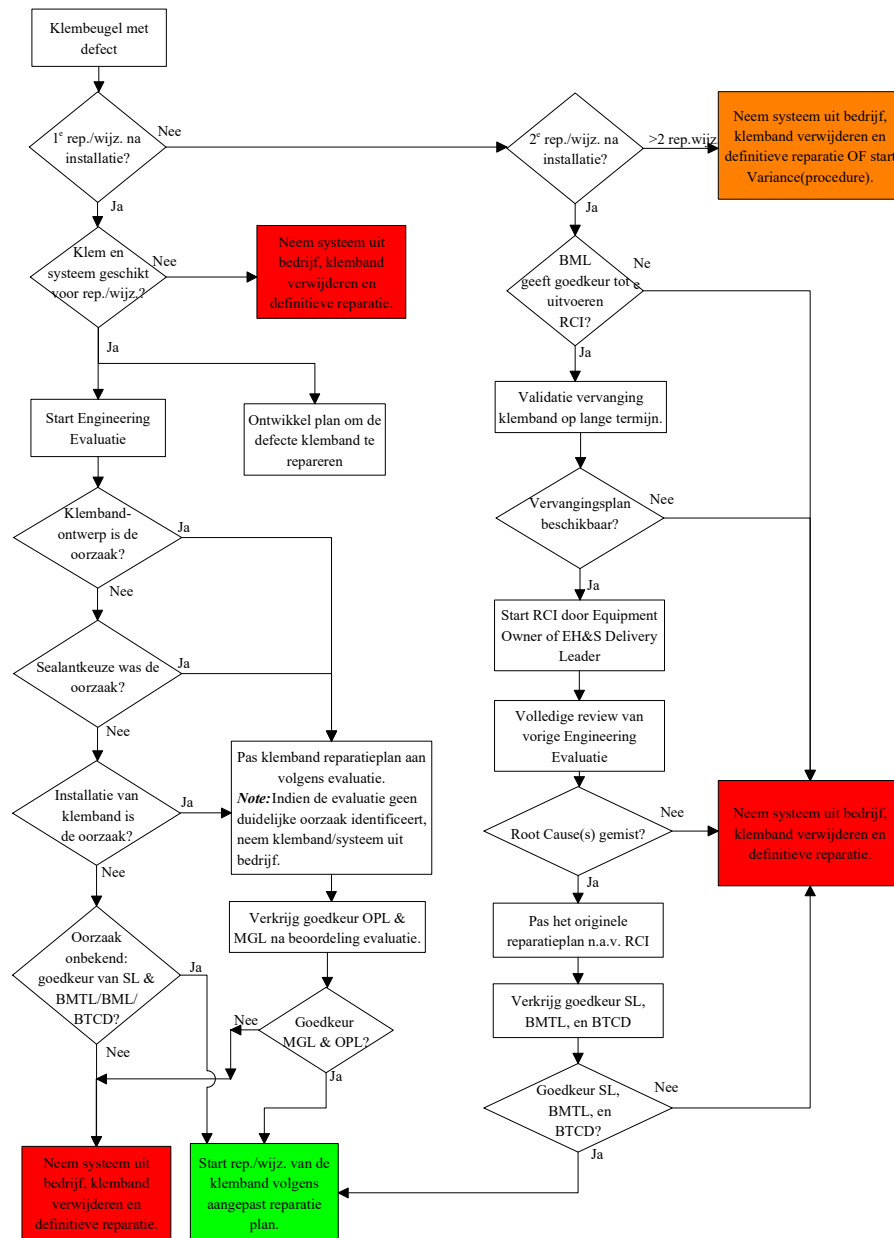 Klembeugel met
defect
1e rep./wijz. na
installatie?
Nee
2e rep./wijz. na
installatie?
>2 rep.wijz.
Neem systeem uit bedrijf,
klemband verwijderen en
definitieve reparatie OF start
Variance(procedure).
Ja
Ja
Klem en
systeem geschikt
voor rep./wijz.?
Nee
Neem systeem uit
bedrijf, klemband
verwijderen en
definitieve reparatie.
BML
geeft goedkeur tot
uitvoeren
RCI?
Ne
e
Ja
Ja
Start Engineering
Evaluatie
Ontwikkel plan om de
defecte klemband te
repareren
Validatie vervanging
klemband op lange termijn.
Klemband-
ontwerp is de
oorzaak?
Ja
Vervangingsplan
beschikbaar?
Nee
Nee
Ja
Sealantkeuze was de
oorzaak?
Ja
Start RCI door Equipment
Owner of EH&S Delivery
Leader
Nee
Volledige review van
vorige Engineering
Evaluatie
Installatie van
klemband is
de oorzaak?
Ja
Pas klemband reparatieplan aan
volgens evaluatie.
Note: Indien de evaluatie geen
duidelijke oorzaak identificeert,
neem klemband/systeem uit
bedrijf.
Root Cause(s) gemist?
Nee
Neem systeem uit bedrijf,
klemband verwijderen en
definitieve reparatie.
Nee
Ja
Oorzaak
onbekend:
goedkeur van SL &
BMTL/BML/
BTCD?
Ja
Verkrijg goedkeur OPL &
MGL na beoordeling evaluatie.
Pas het originele
reparatieplan n.a.v. RCI
Verkrijg goedkeur SL,
BMTL, en BTCD
Nee
Nee
Goedkeur
MGL & OPL?
Ja
Goedkeur SL,
BMTL, en
BTCD?
Nee
Ja
Neem systeem uit
bedrijf, klemband
verwijderen en
definitieve reparatie.
Start rep./wijz. van de
klemband volgens
aangepast reparatie
plan.